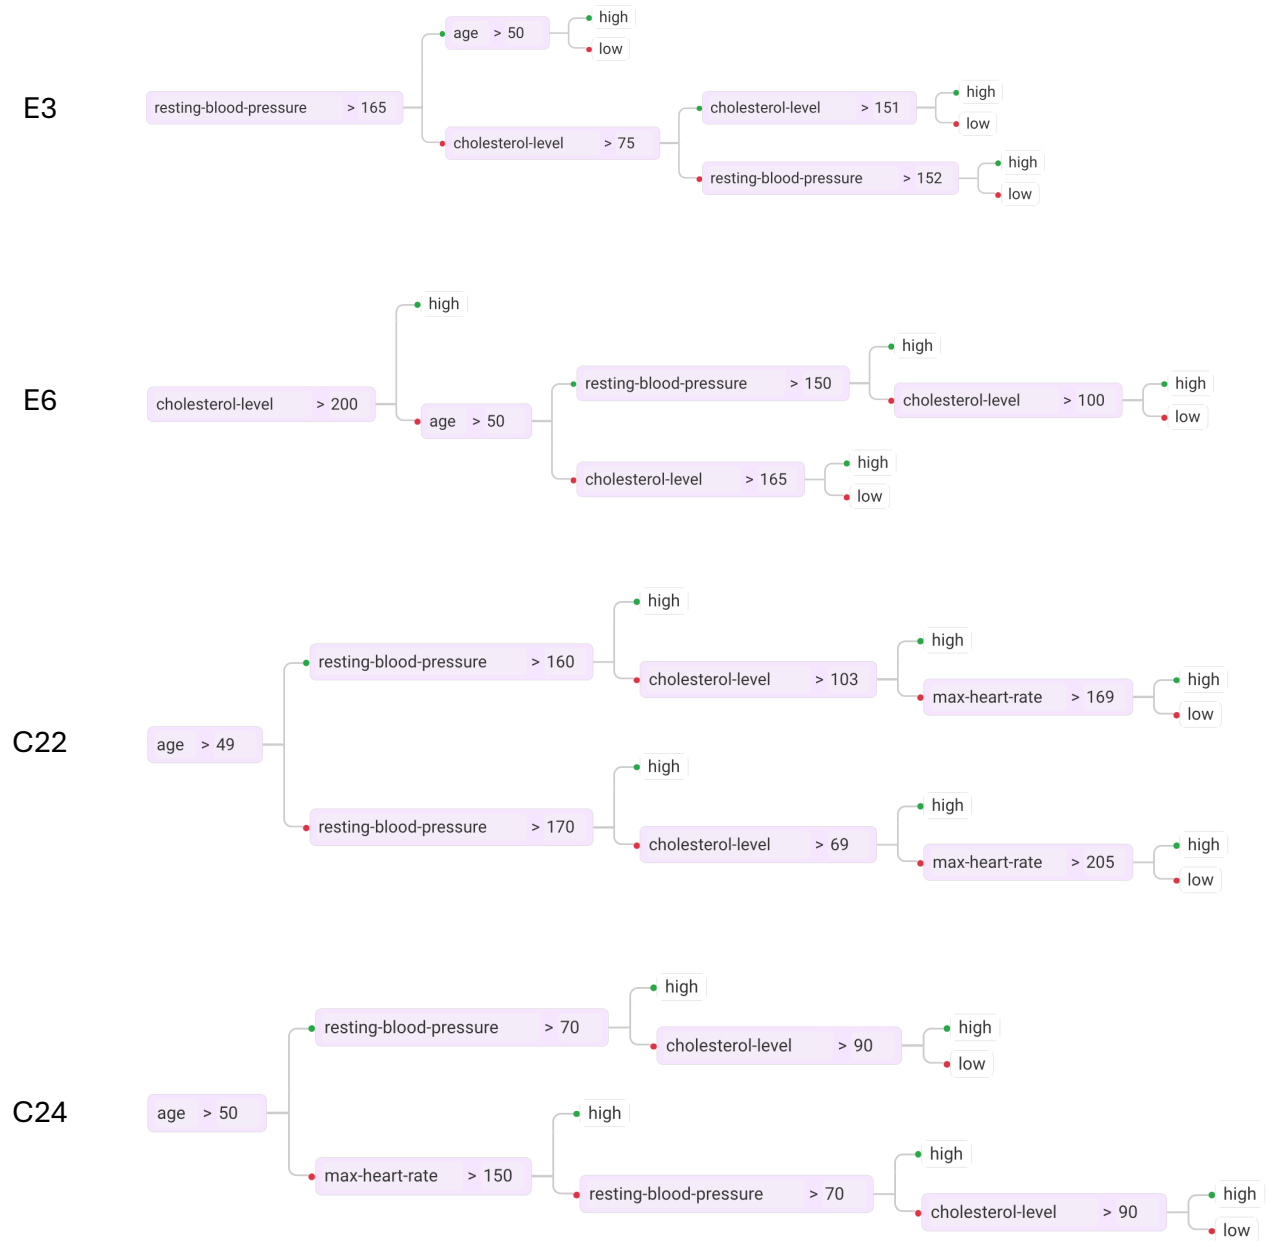 E3
resting-blood-pressure > 165
age > 50
high
low
cholesterol-level > 75
cholesterol-level > 151
high
low
resting-blood-pressure > 152
high
low
E6
cholesterol-level > 200
high
age > 50
resting-blood-pressure > 150
high
cholesterol-level > 100
high
low
cholesterol-level > 165
high
low
C22
age > 49
resting-blood-pressure > 160
high
cholesterol-level > 103
high
max-heart-rate > 169
high
low
resting-blood-pressure > 170
high
cholesterol-level > 69
high
max-heart-rate > 205
high
low
C24
age > 50
resting-blood-pressure > 70
high
cholesterol-level > 90
high
low
max-heart-rate > 150
high
resting-blood-pressure > 70
high
cholesterol-level > 90
high
low